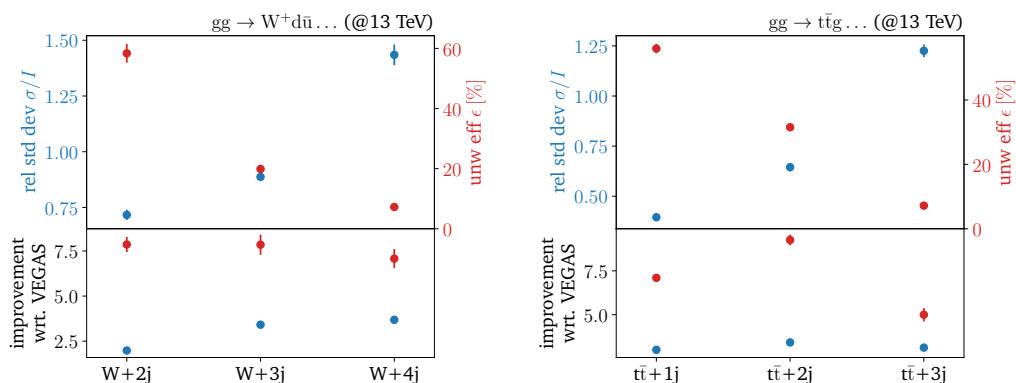 gg → W⁺dū … (@13 TeV)
1.50
1.25
1.00
0.75
rel std dev σ/I
60
40
20
0
unw eff ϵ [%]
7.5
5.0
2.5
improvement
wrt. VEGAS
W+2j
W+3j
W+4j
gg → tt̄g … (@13 TeV)
1.25
1.00
0.75
0.50
rel std dev σ/I
40
20
0
unw eff ϵ [%]
7.5
5.0
improvement
wrt. VEGAS
tt̄+1j
tt̄+2j
tt̄+3j